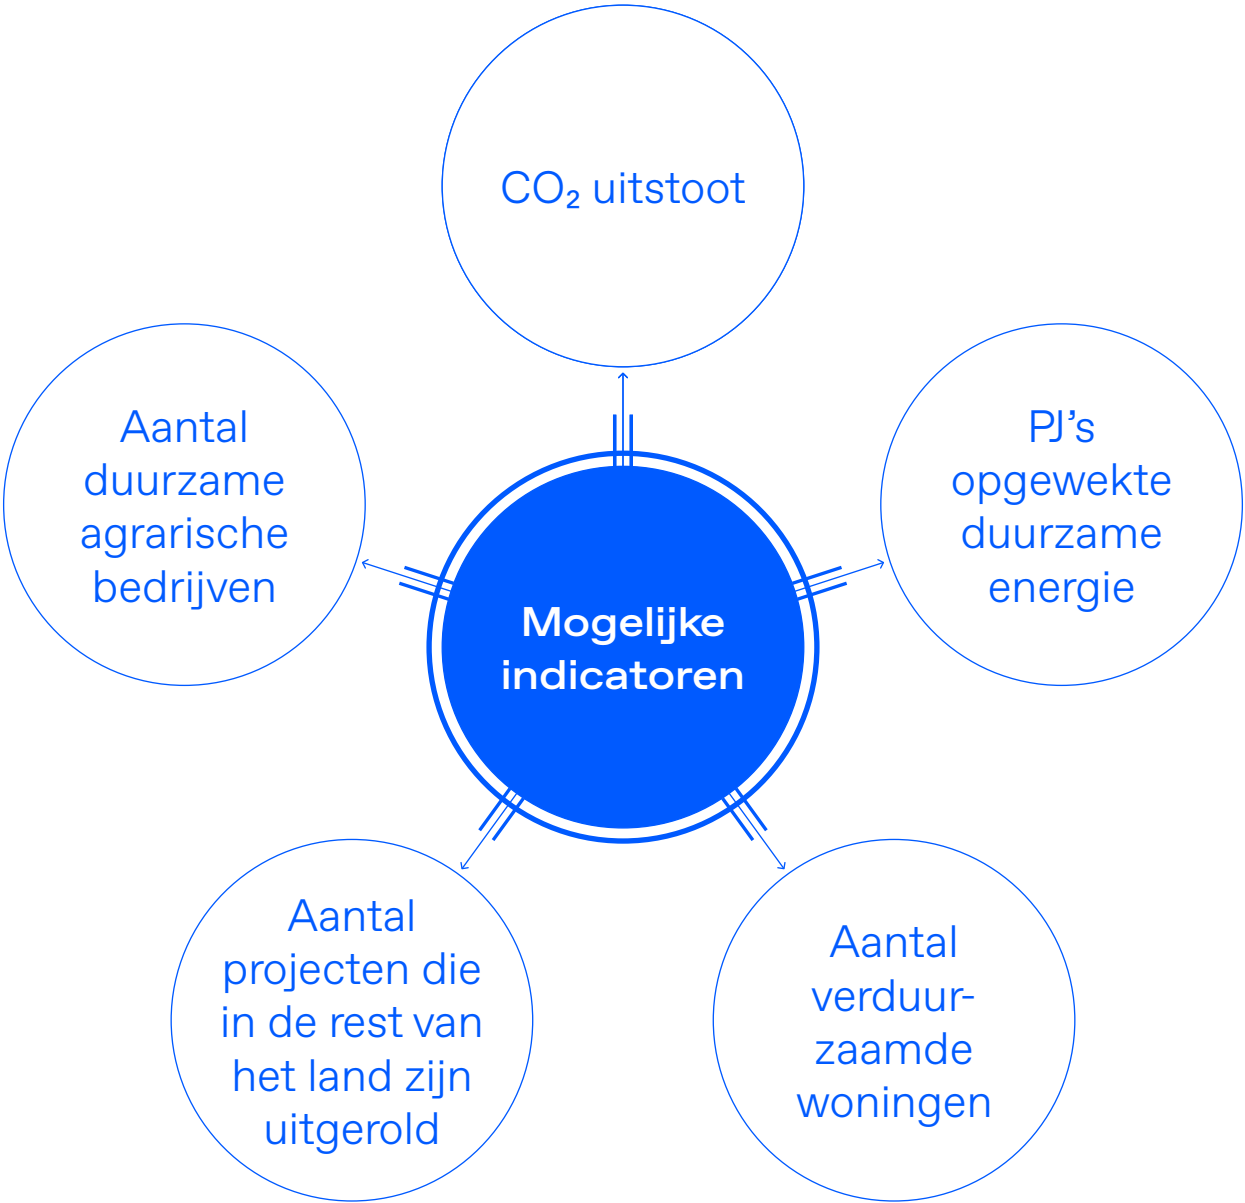 CO₂ uitstoot
Aantal
duurzame
agrarische
bedrijven
PJ’s
opgewekte
duurzame
energie
Mogelijke
indicatoren
Aantal
projecten die
in de rest van
het land zijn
uitgerold
Aantal
verduur-
zaamde
woningen